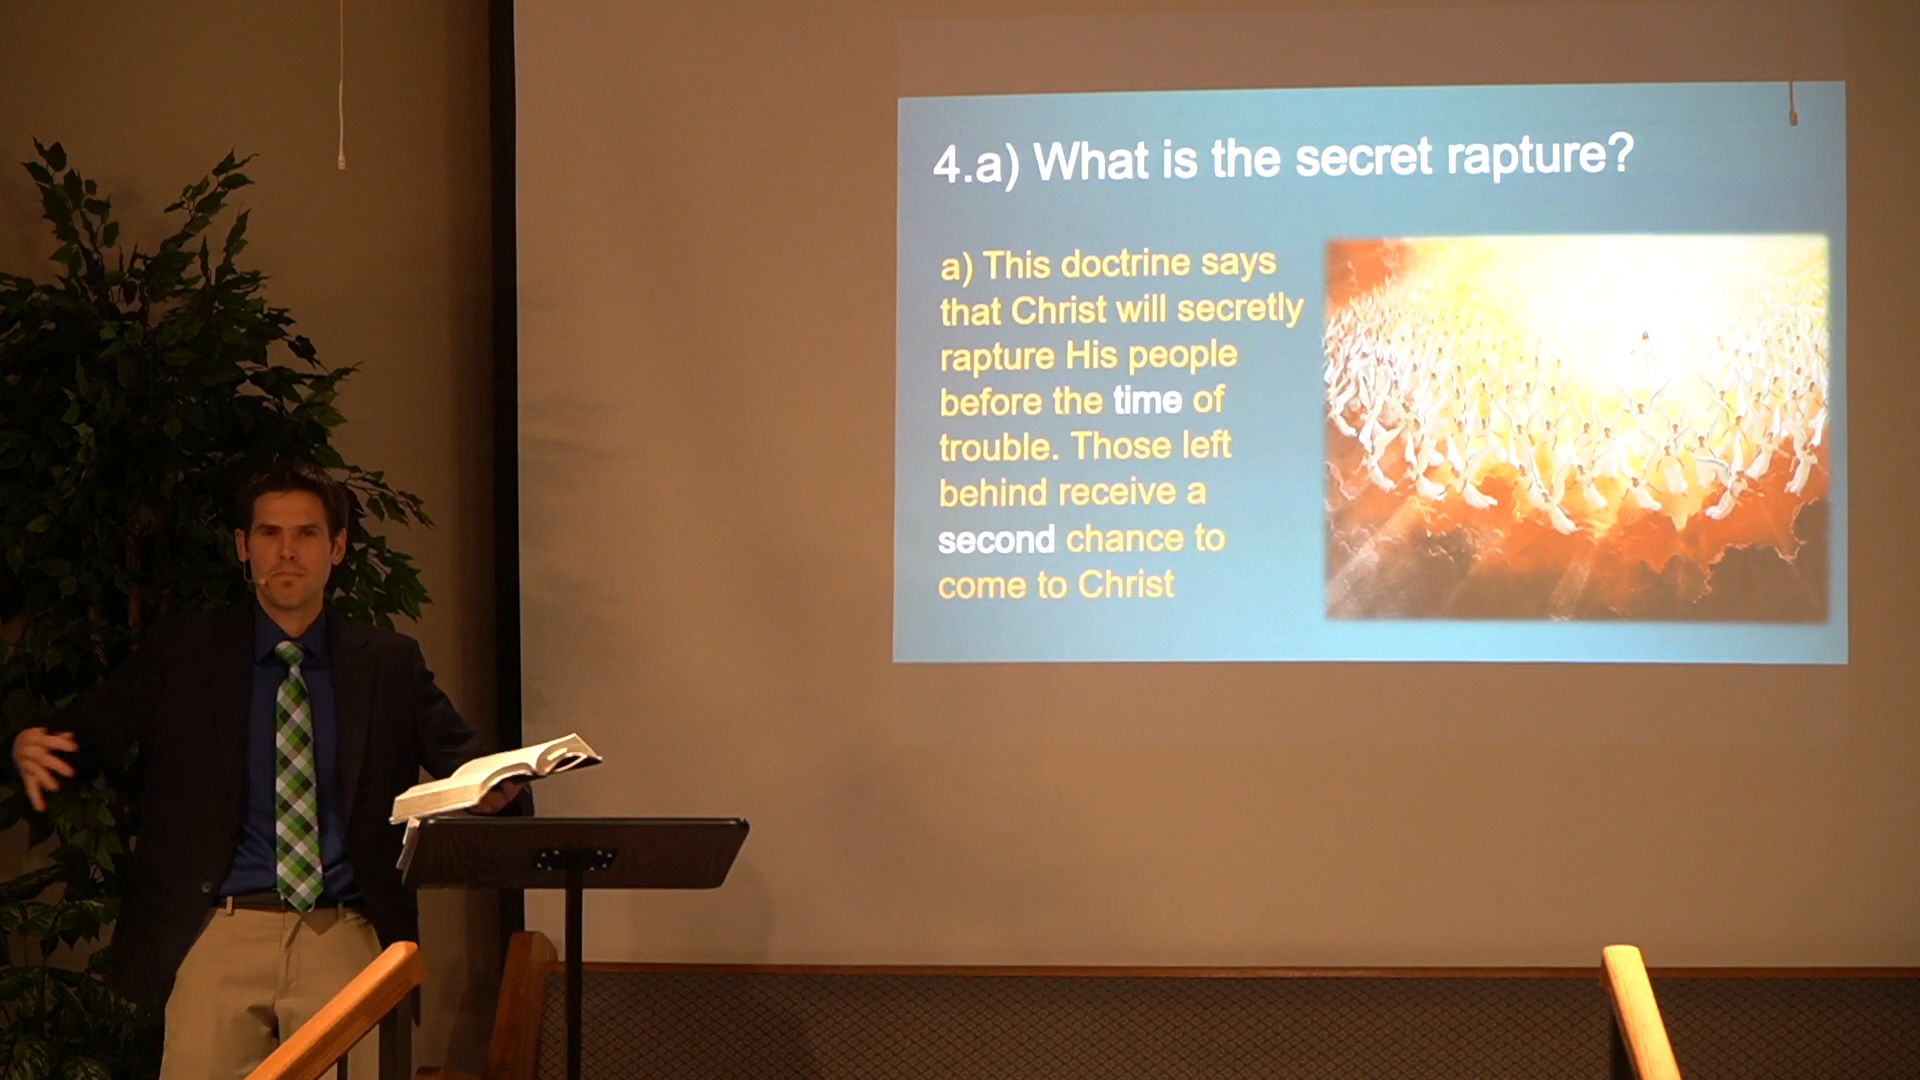 4.a) What is the secret rapture?
a) This doctrine says
that Christ will secretly
rapture His people
before the time of
trouble. Those left
behind receive a
second chance to
come to Christ